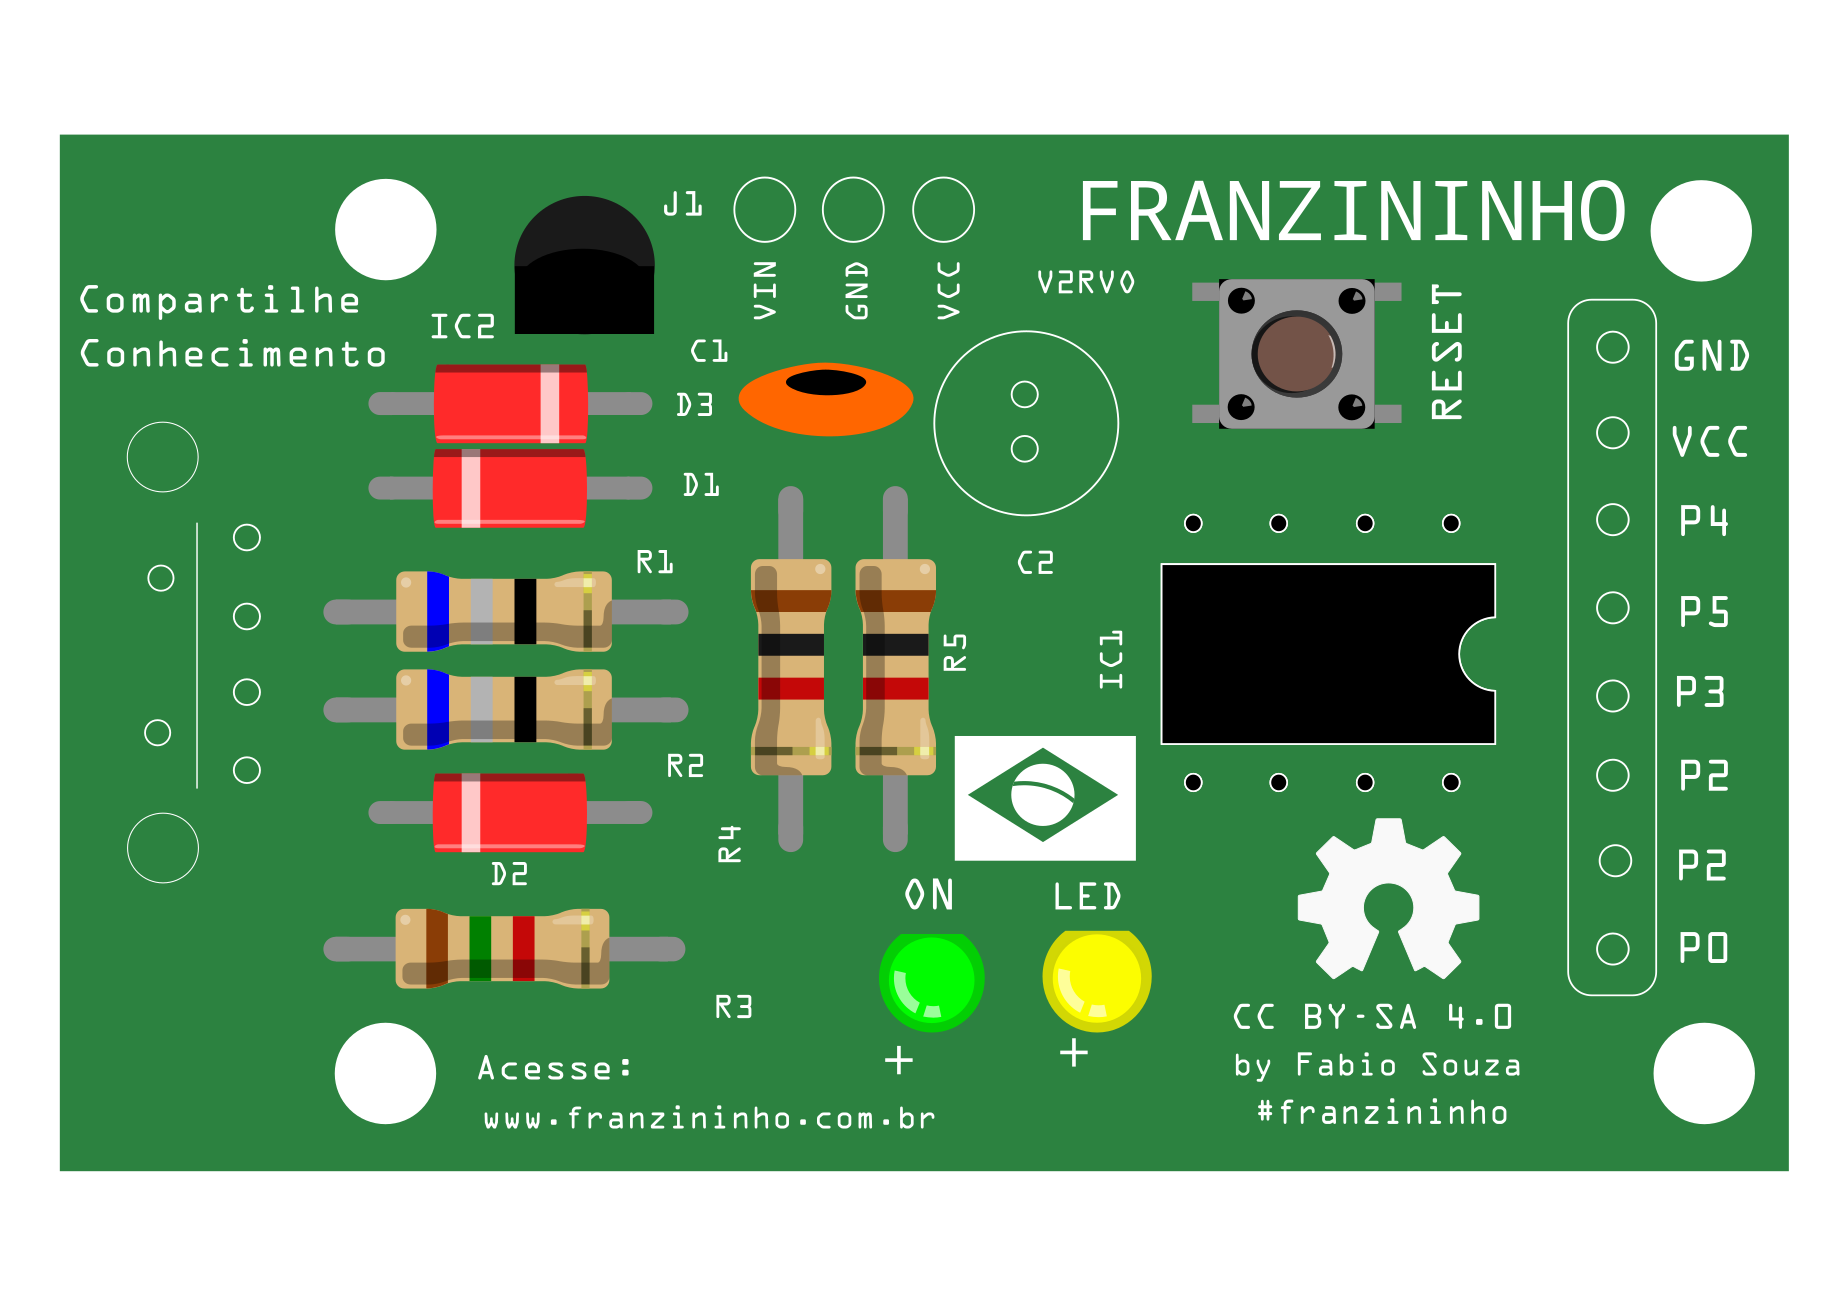 FRANZININHO
J1
VIN
GND
VCC
V2RV0
RESET
Compartilhe
Conhecimento
IC2
C1
D3
D1
GND
VCC
P4
P5
P3
P2
P2
P0
R1
C2
R5
IC1
R2
R4
D2
ON
LED
R3
+
+
CC BY-SA 4.0
by Fabio Souza
#franzininho
Acesse:
www.franzininho.com.br